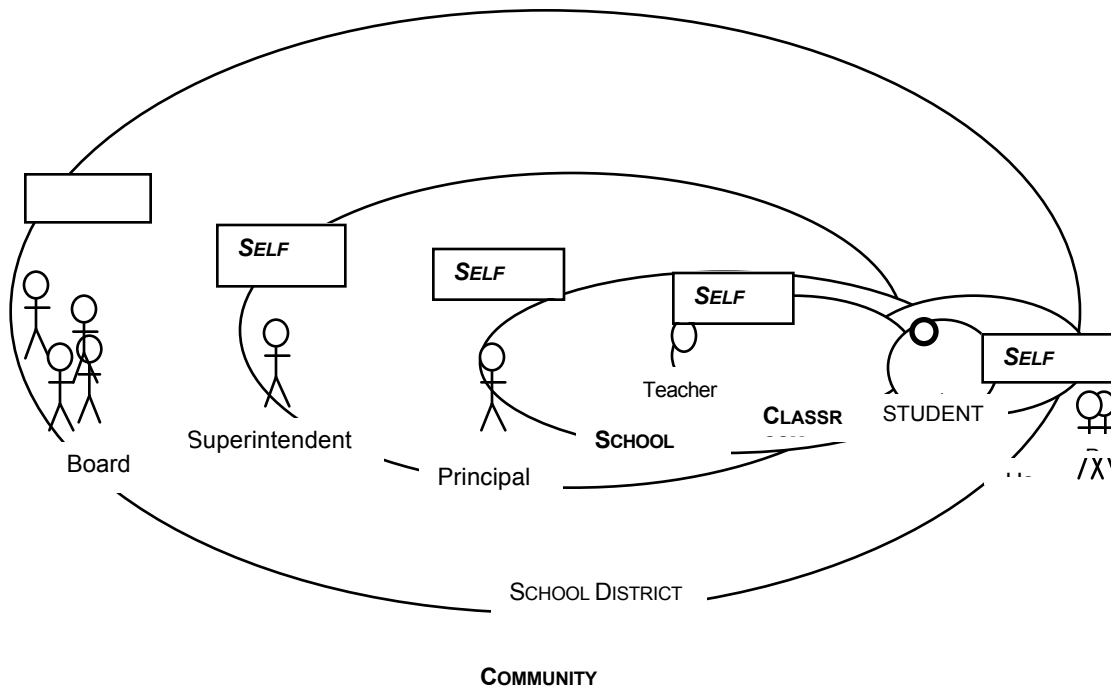 SELF
SELF
SELF
SELF
Teacher
CLASSR
STUDENT
Superintendent
SCHOOL
Board
Principal
SCHOOL DISTRICT
COMMUNITY